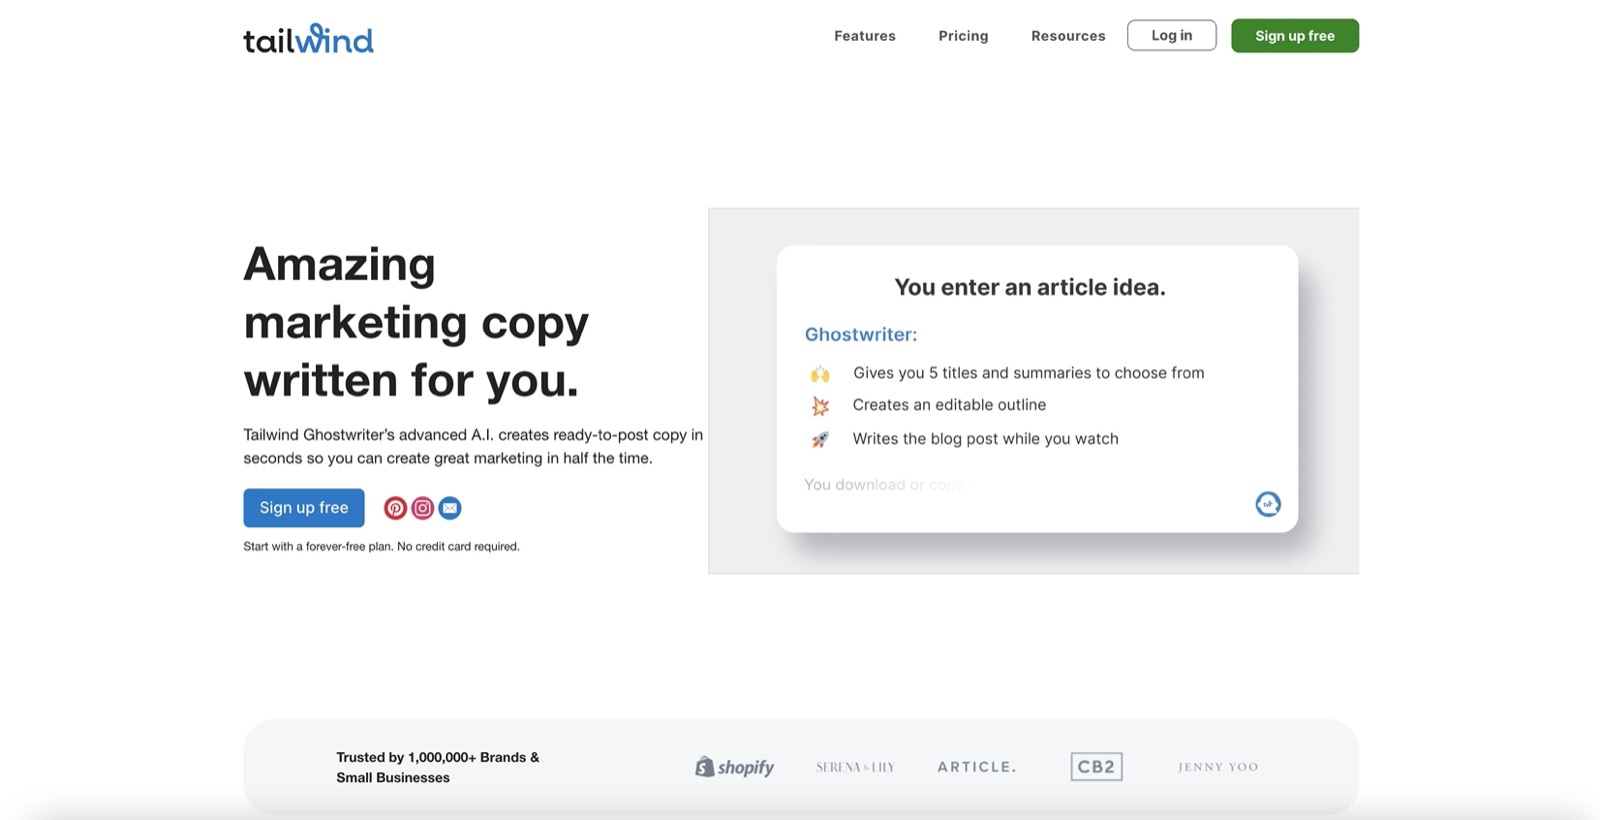 tailwind
Features Pricing Resources Log in Sign up free
Amazing
marketing copy
written for you.
Tailwind Ghostwriter’s advanced A.I. creates ready-to-post copy in
seconds so you can create great marketing in half the time.
Sign up free
Start with a forever-free plan. No credit card required.
You enter an article idea.
Ghostwriter:
Gives you 5 titles and summaries to choose from
Creates an editable outline
Writes the blog post while you watch
You download or copy
Trusted by 1,000,000+ Brands &
Small Businesses
shopify SERENA & LILY ARTICLE. CB2 JENNY YOO